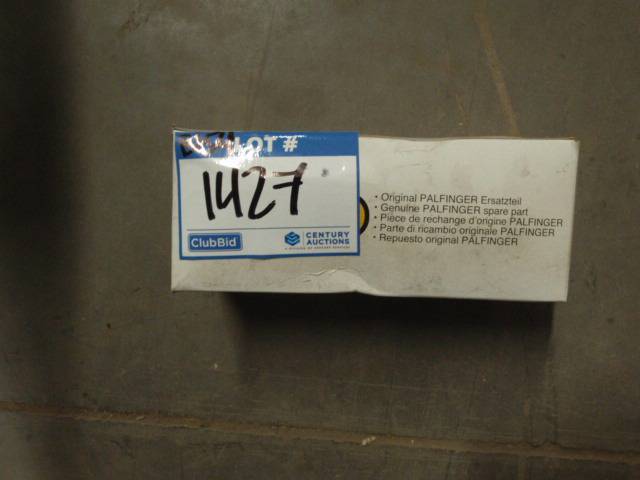 LOT #
1427
ClubBid
CENTURY
AUCTIONS
• Original PALFINGER Ersatzteil
• Genuine PALFINGER spare part
• Pièce de rechange d'origine PALFINGER
• Parte di ricambio originale PALFINGER
• Repuesto original PALFINGER